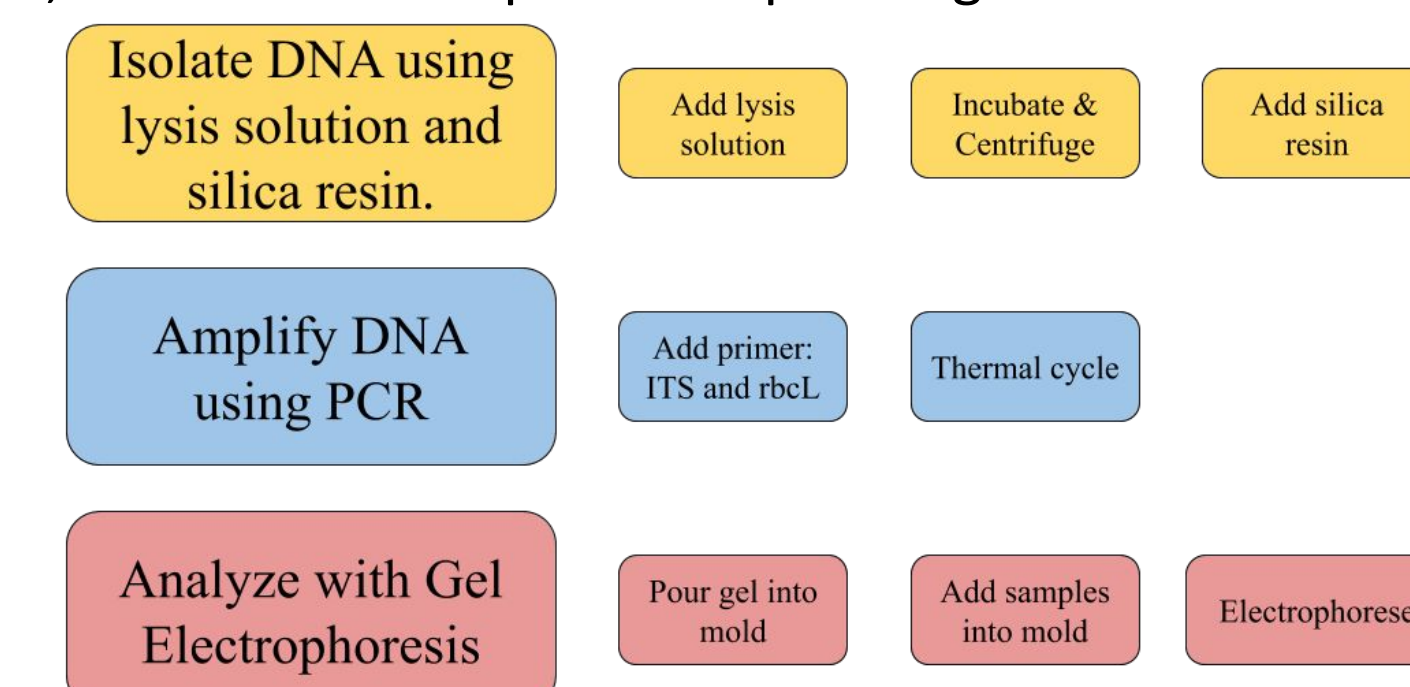 Isolate DNA using
lysis solution and
silica resin.
Add lysis
solution
Incubate &
Centrifuge
Add silica
resin
Amplify DNA
using PCR
Add primer:
ITS and rbcL
Thermal cycle
Analyze with Gel
Electrophoresis
Pour gel into
mold
Add samples
into mold
Electrophorese